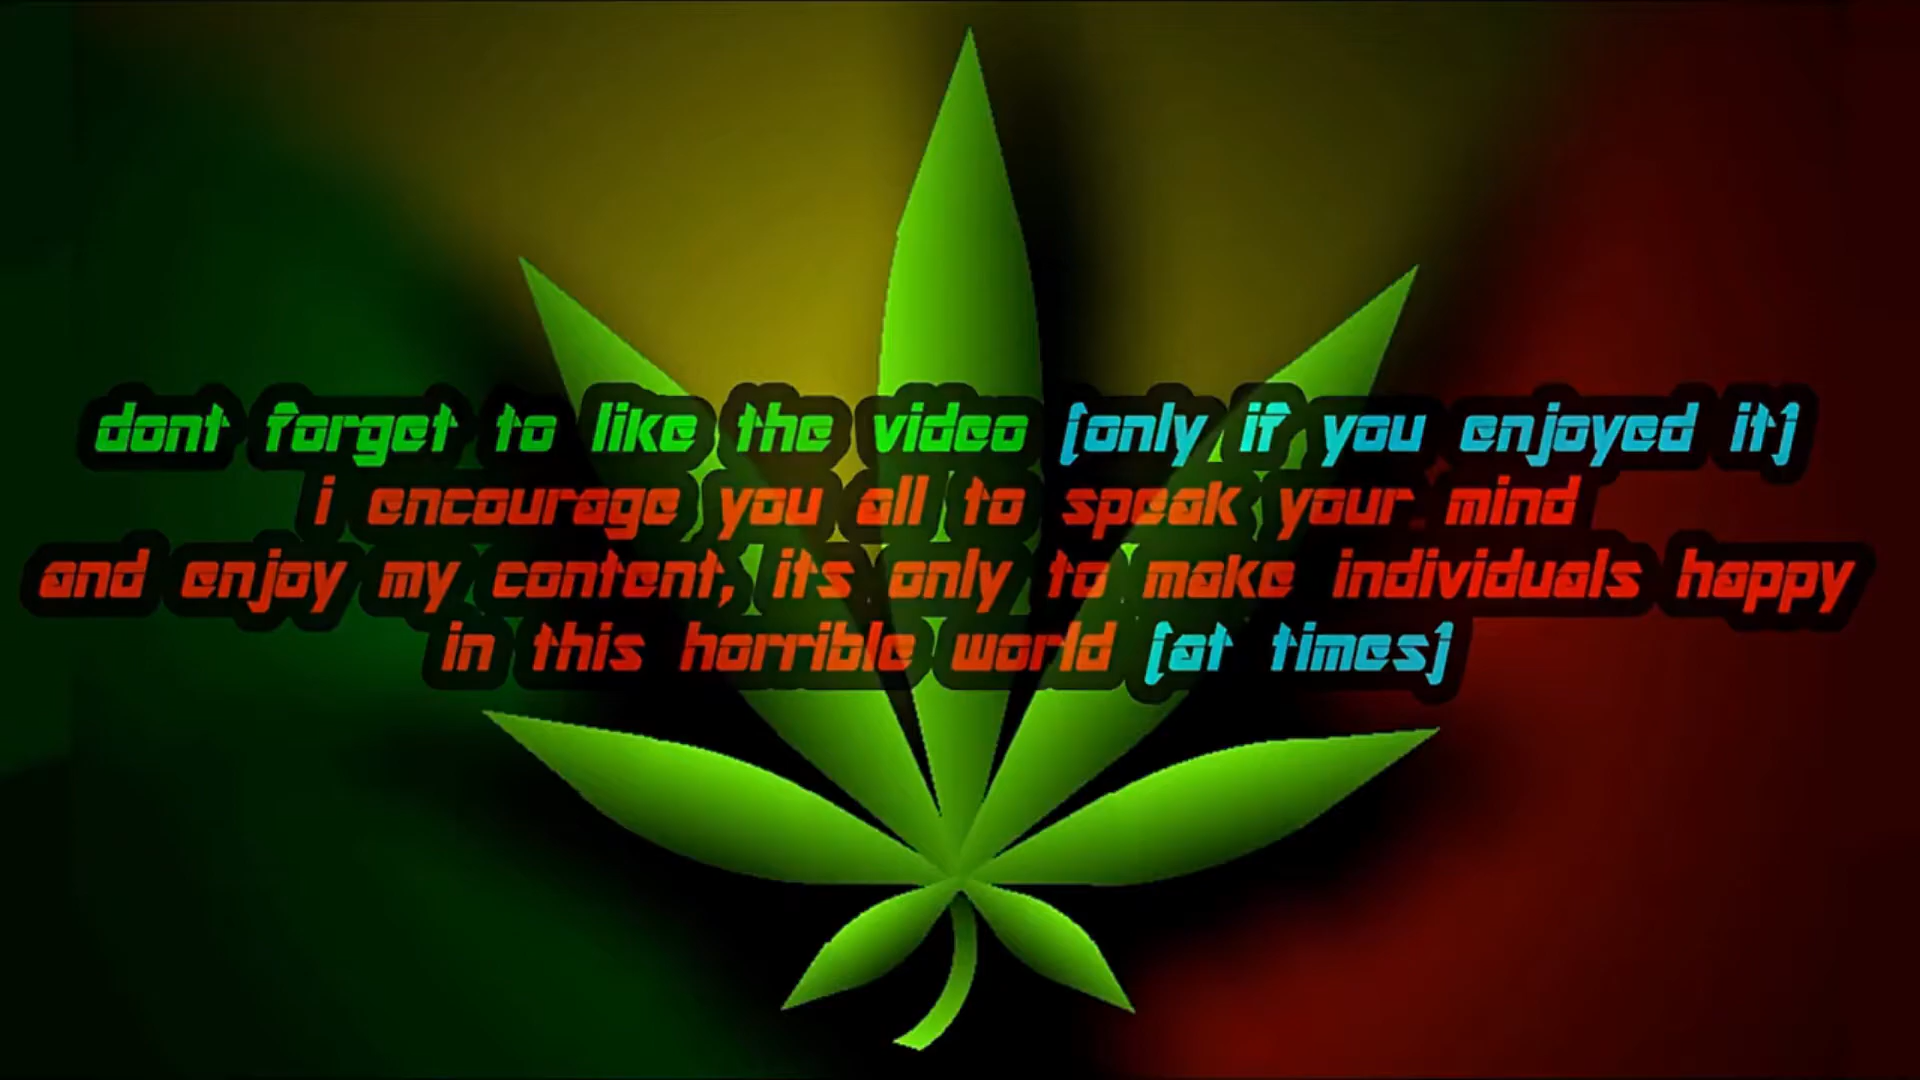 dont forget to like the video (only if you enjoyed it)
i encourage you all to speak your mind
and enjoy my content, its only to make individuals happy
in this horrible world (at times)